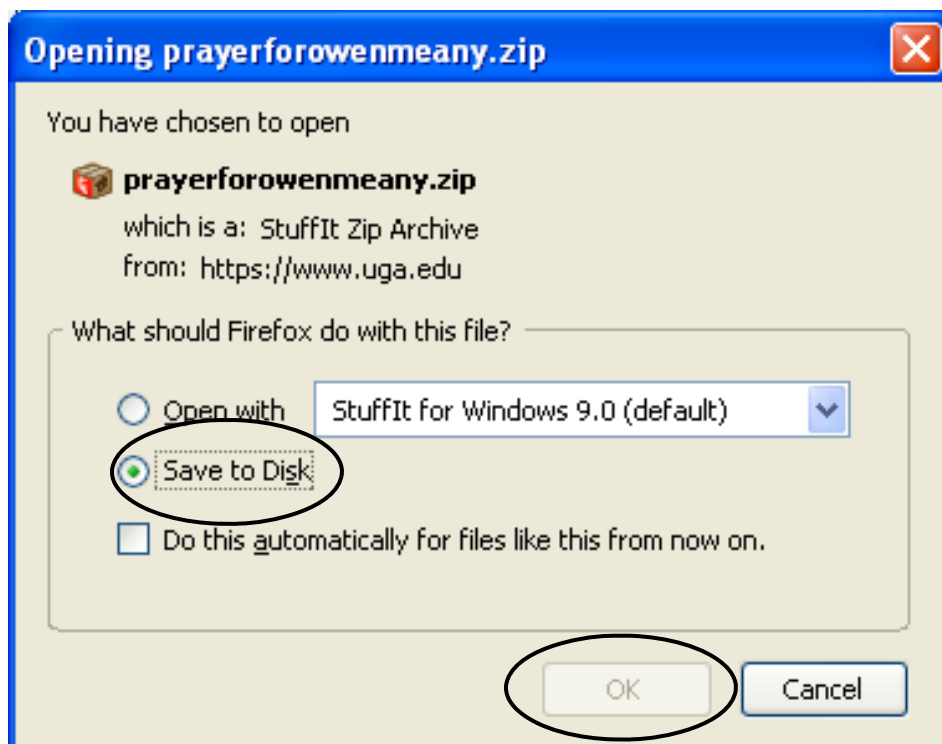 Opening prayerforowenmeany.zip
You have chosen to open
prayerforowenmeany.zip
which is a: StuffIt Zip Archive
from: https://www.uga.edu
What should Firefox do with this file?
Open with StuffIt for Windows 9.0 (default)
Save to Disk
Do this automatically for files like this from now on.
OK Cancel